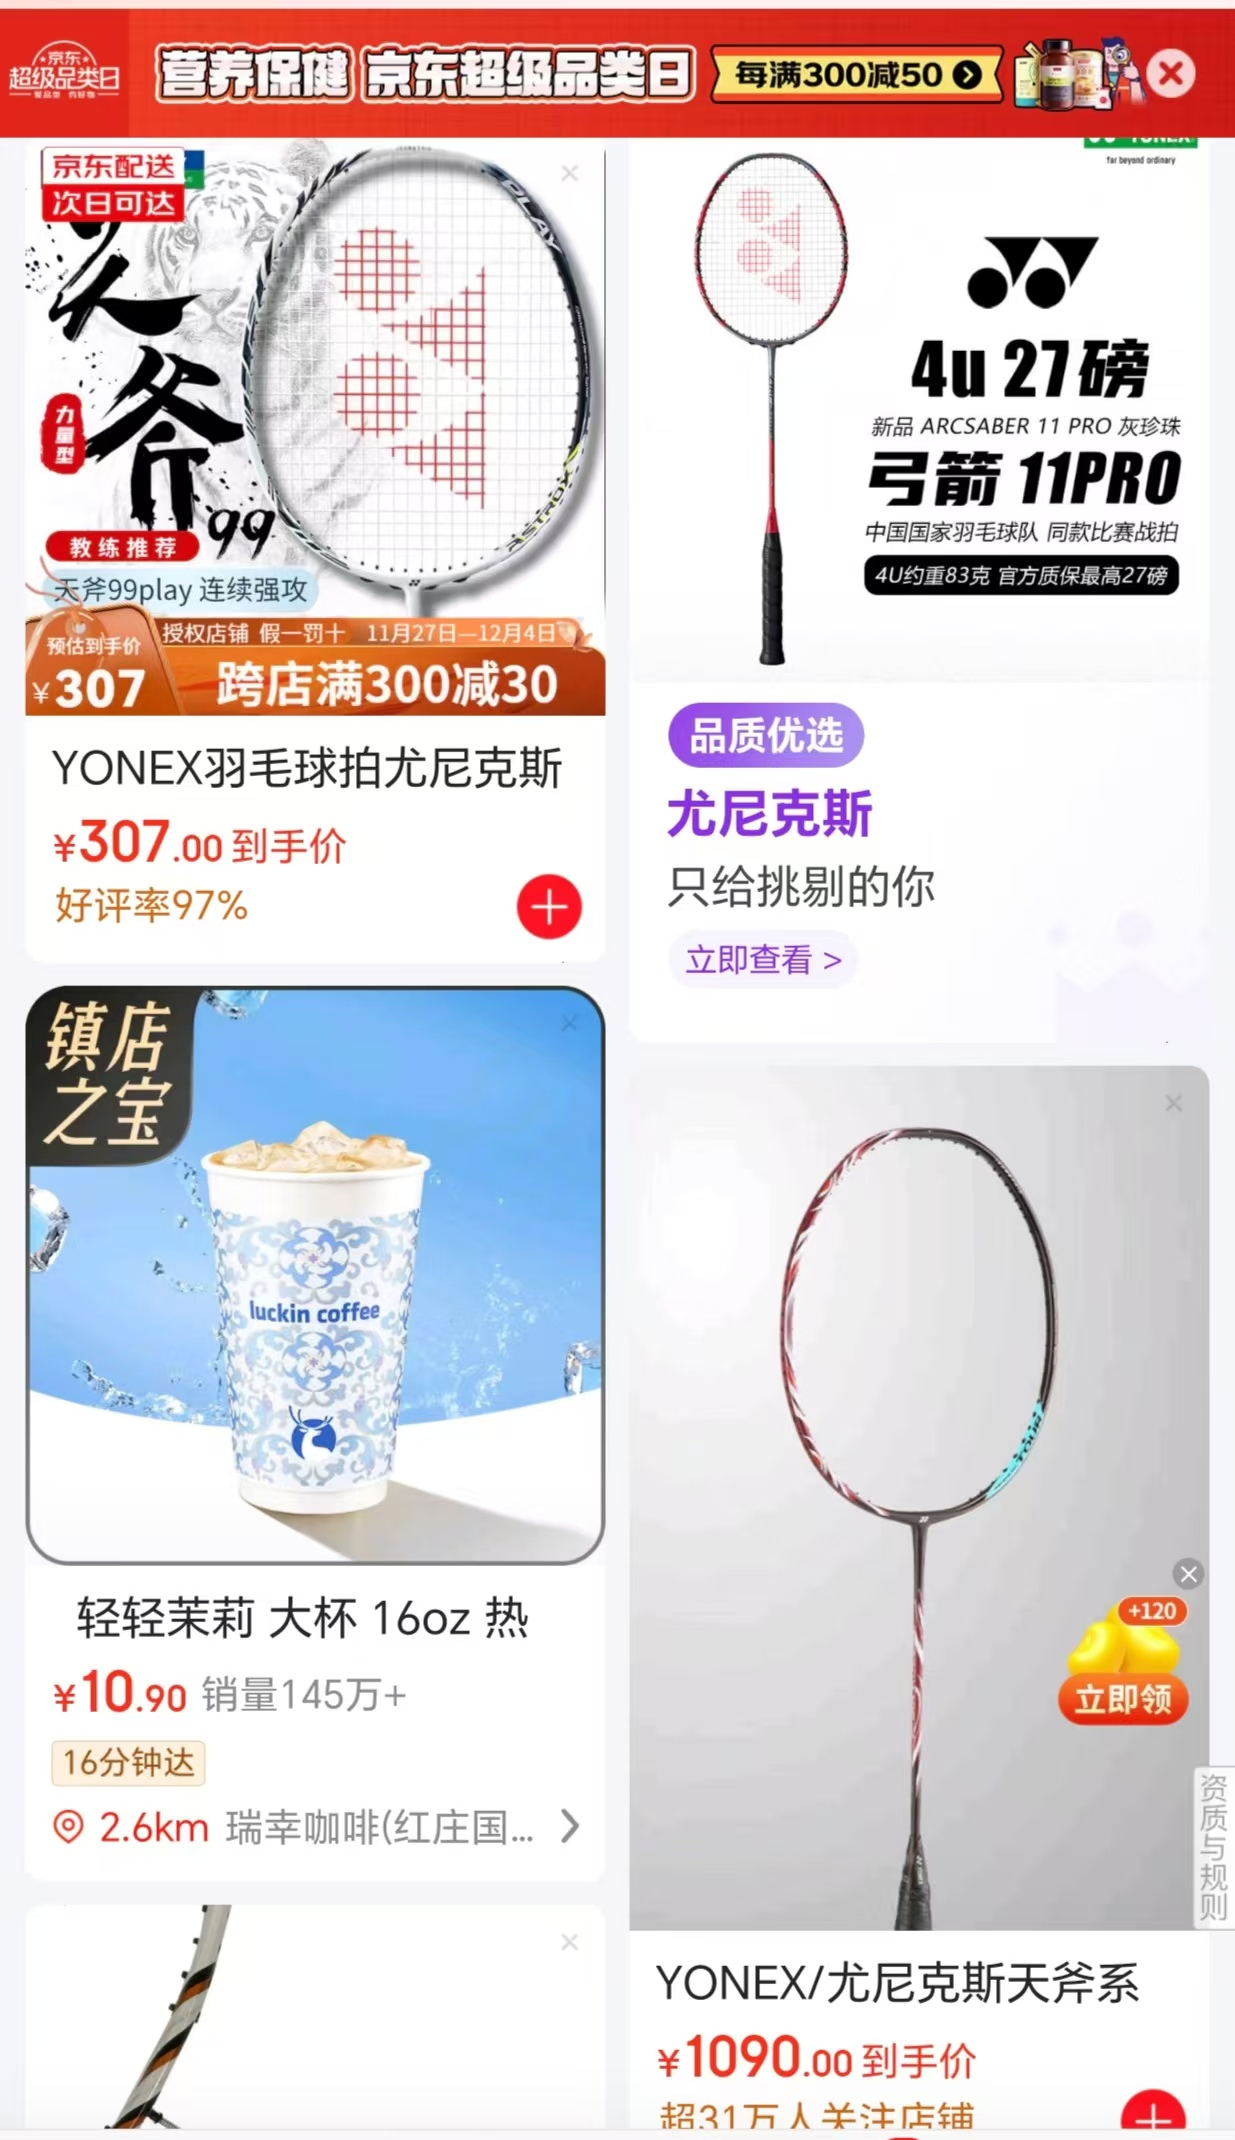 京东
超级品类日
营养保健 京东超级品类日
每满300减50
京东配送
次日可达
PLAY
天斧99
力量型
教练推荐
天斧99play 连续强攻
ASTROX
授权店铺 假一罚十 11月27日—12月4日
预估到手价
¥307
跨店满300减30
YONEX羽毛球拍尤尼克斯
¥307.00 到手价
好评率97%
YONEX
far beyond ordinary
4u 27磅
新品 ARCSABER 11 PRO 灰珍珠
弓箭 11PRO
中国国家羽毛球队 同款比赛战拍
4U约重83克 官方质保最高27磅
品质优选
尤尼克斯
只给挑剔的你
立即查看 >
镇店
之宝
luckin coffee
轻轻茉莉 大杯 16oz 热
¥10.90 销量145万+
16分钟达
2.6km 瑞幸咖啡(红庄国...
TOUR
+120
立即领
资质与规则
YONEX/尤尼克斯天斧系
¥1090.00 到手价
超31万人关注店铺